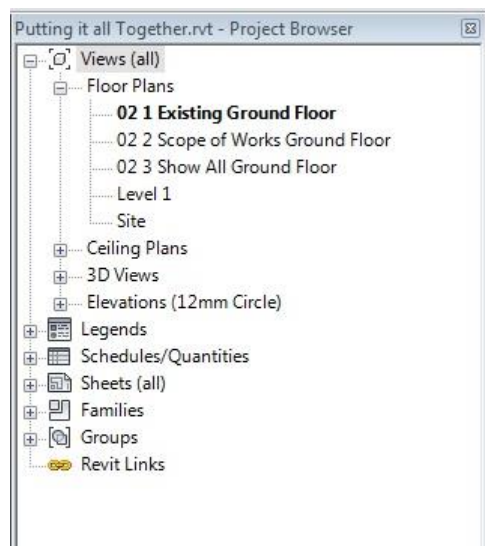 Putting it all Together.rvt - Project Browser
Views (all)
Floor Plans
02 1 Existing Ground Floor
02 2 Scope of Works Ground Floor
02 3 Show All Ground Floor
Level 1
Site
Ceiling Plans
3D Views
Elevations (12mm Circle)
Legends
Schedules/Quantities
Sheets (all)
Families
Groups
Revit Links